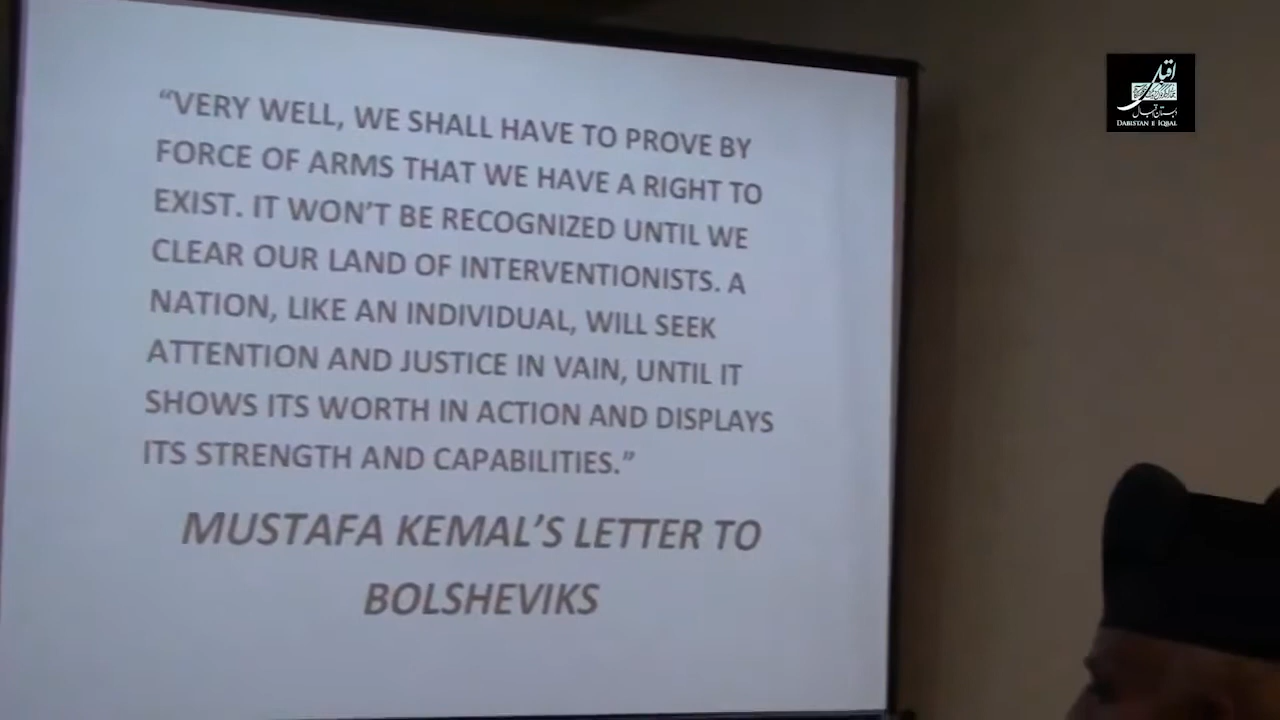 “VERY WELL, WE SHALL HAVE TO PROVE BY
FORCE OF ARMS THAT WE HAVE A RIGHT TO
EXIST. IT WON’T BE RECOGNIZED UNTIL WE
CLEAR OUR LAND OF INTERVENTIONISTS. A
NATION, LIKE AN INDIVIDUAL, WILL SEEK
ATTENTION AND JUSTICE IN VAIN, UNTIL IT
SHOWS ITS WORTH IN ACTION AND DISPLAYS
ITS STRENGTH AND CAPABILITIES.”
MUSTAFA KEMAL’S LETTER TO
BOLSHEVIKS
اقبال
دبستان اقبال
DABISTAN E IQBAL